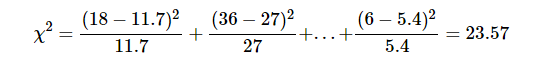 χ² = (18 − 11.7)²/11.7 + (36 − 27)²/27 +…+ (6 − 5.4)²/5.4 = 23.57